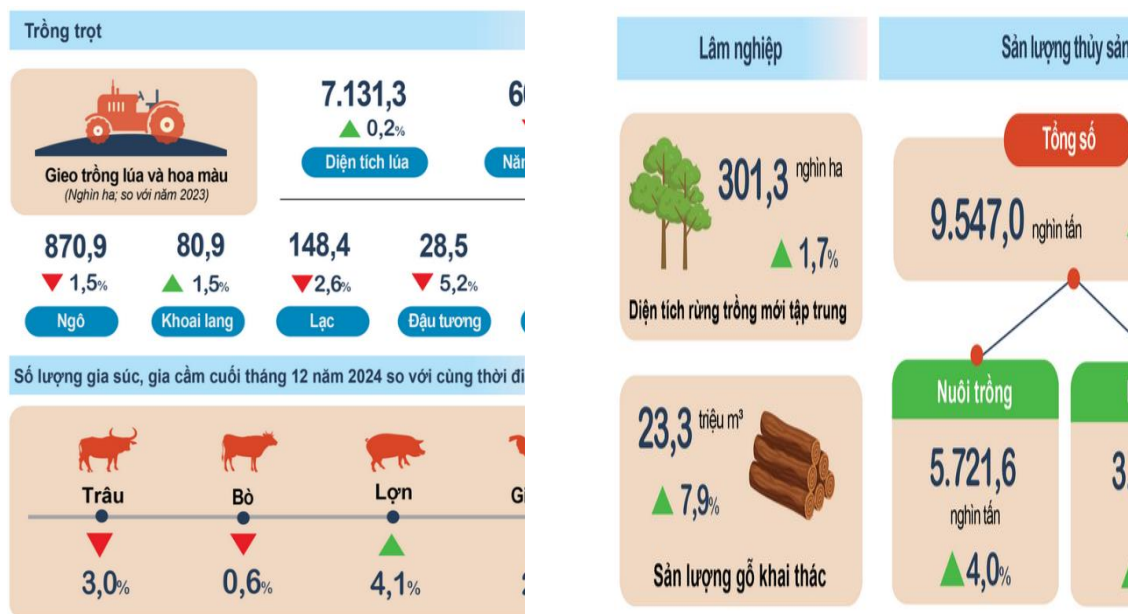 Trồng trọt
Gieo trồng lúa và hoa màu
(Nghìn ha; so với năm 2023)
7.131,3
0,2%
Diện tích lúa
870,9
1,5%
Ngô
80,9
1,5%
Khoai lang
148,4
2,6%
Lạc
28,5
5,2%
Đậu tương
Số lượng gia súc, gia cầm cuối tháng 12 năm 2024 so với cùng thời
Trâu
3,0%
Bò
0,6%
Lợn
4,1%
Lâm nghiệp
301,3 nghìn ha
1,7%
Diện tích rừng trồng mới tập trung
23,3 triệu m³
7,9%
Sản lượng gỗ khai thác
Sản lượng thủy sản
Tổng số
9.547,0 nghìn tấn
Nuôi trồng
5.721,6
nghìn tấn
4,0%